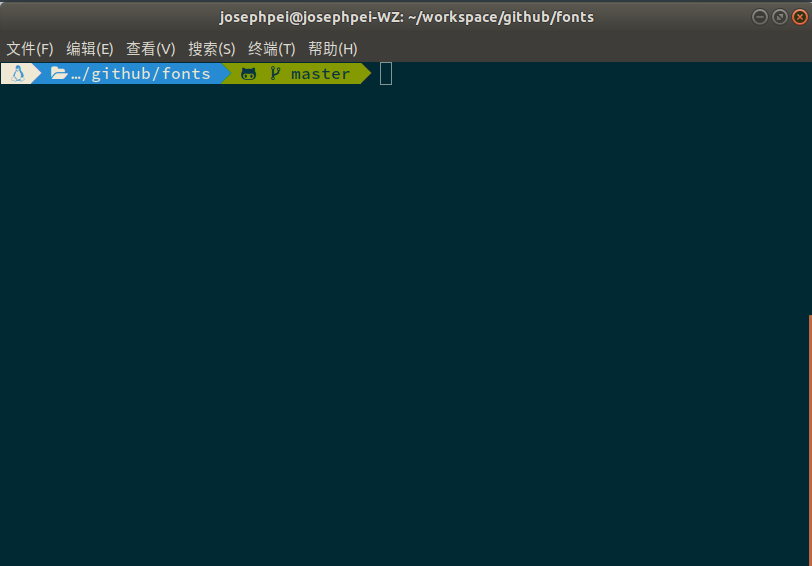 josephpei@josephpei-WZ: ~/workspace/github/fonts
文件(F) 编辑(E) 查看(V) 搜索(S) 终端(T) 帮助(H)
…/github/fonts master